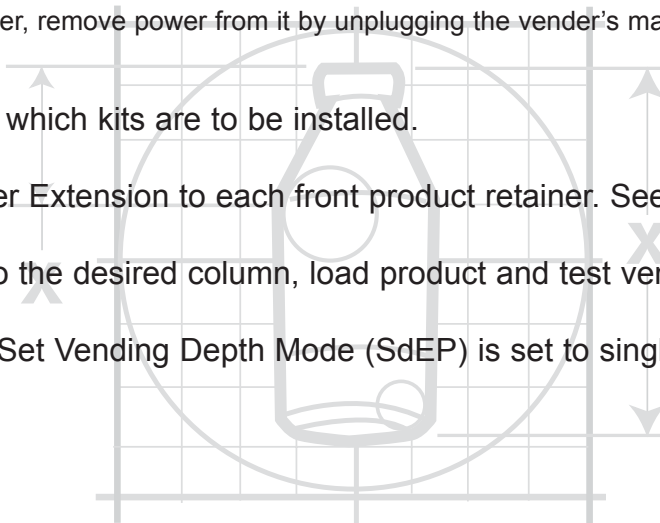 er, remove power from it by unplugging the vender’s ma
which kits are to be installed.
er Extension to each front product retainer. See
o the desired column, load product and test ver
Set Vending Depth Mode (SdEP) is set to singl
X X